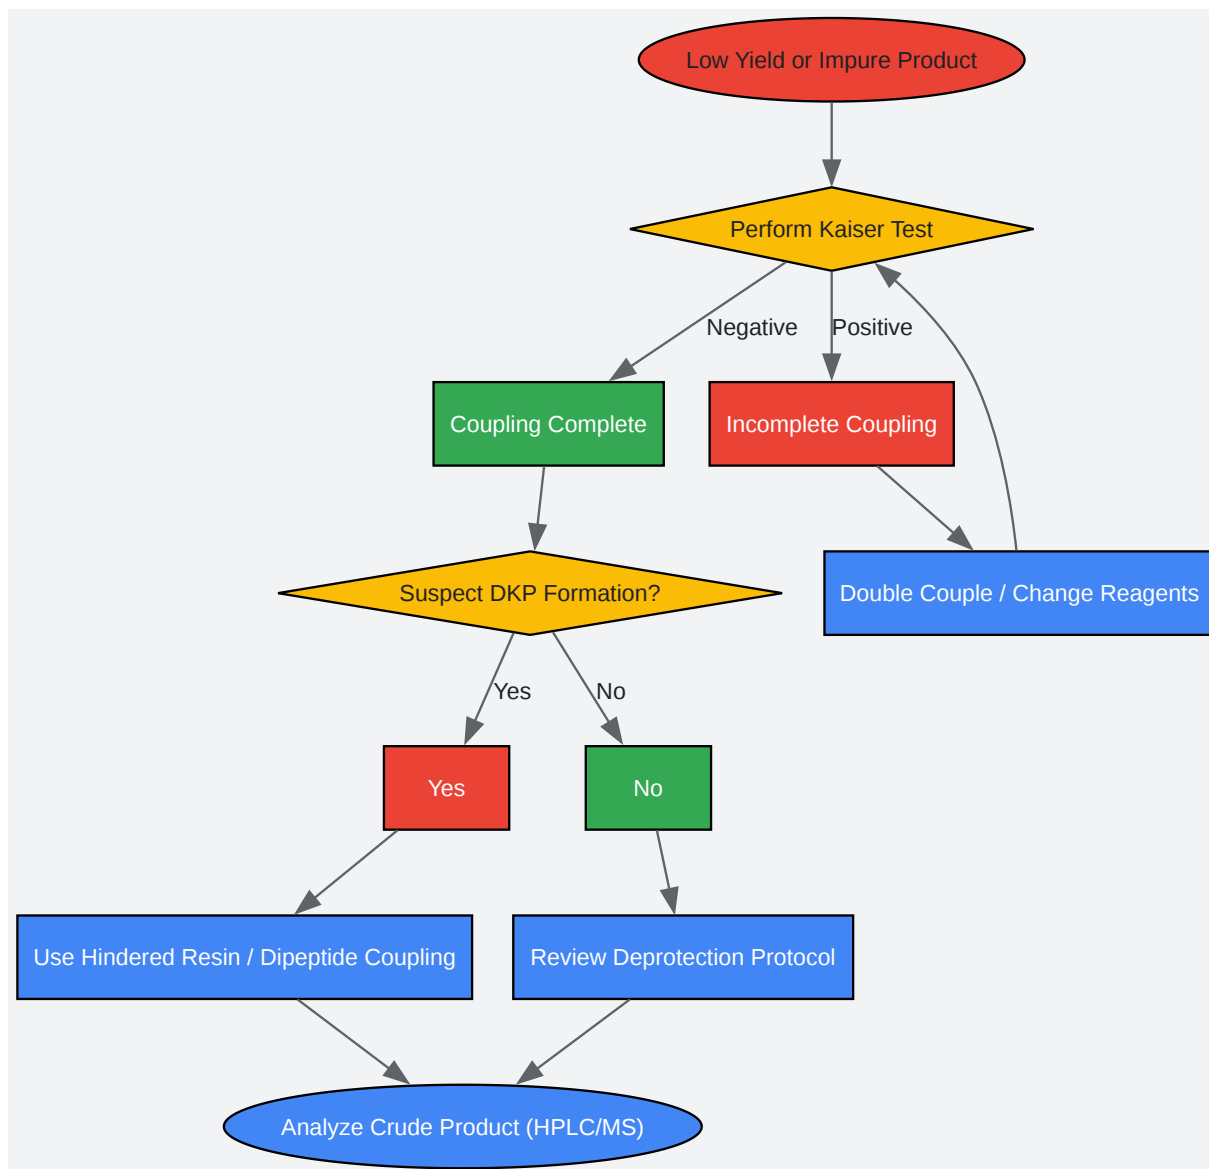 Low Yield or Impure Product
Perform Kaiser Test
Negative
Positive
Coupling Complete
Incomplete Coupling
Suspect DKP Formation?
Double Couple / Change Reagents
Yes
No
Yes
No
Use Hindered Resin / Dipeptide Coupling
Review Deprotection Protocol
Analyze Crude Product (HPLC/MS)